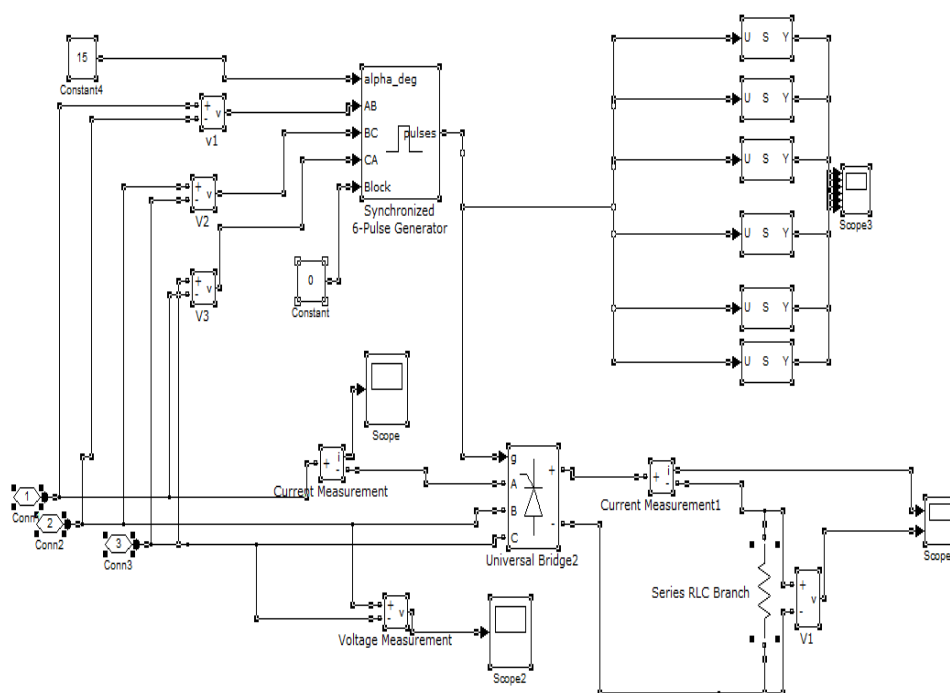 15
Constant4
+
-
v
v1
alpha_deg
AB
BC
CA
Block
pulses
Synchronized
6-Pulse Generator
+
-
v
V2
+
-
v
V3
0
Constant
U S Y
U S Y
U S Y
U S Y
U S Y
U S Y
Scope3
Scope
+
i
-
Current Measurement
g
A
B
C
+
-
Universal Bridge2
+
i
-
Current Measurement1
1
2
Conn2
3
Conn3
Scope
Series RLC Branch
+
-
v
V1
+
-
v
Voltage Measurement
Scope2